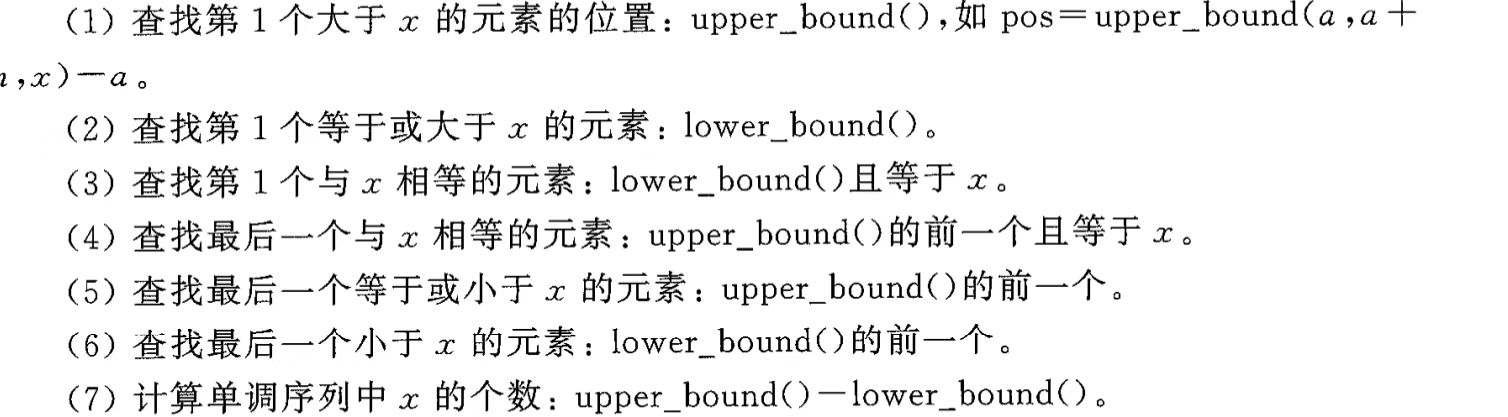 (1) 查找第 1 个大于 x 的元素的位置：upper_bound()，如 pos＝upper_bound(a,a＋
,x)－a。
(2) 查找第 1 个等于或大于 x 的元素：lower_bound()。
(3) 查找第 1 个与 x 相等的元素：lower_bound()且等于 x。
(4) 查找最后一个与 x 相等的元素：upper_bound()的前一个且等于 x。
(5) 查找最后一个等于或小于 x 的元素：upper_bound()的前一个。
(6) 查找最后一个小于 x 的元素：lower_bound()的前一个。
(7) 计算单调序列中 x 的个数：upper_bound()－lower_bound()。